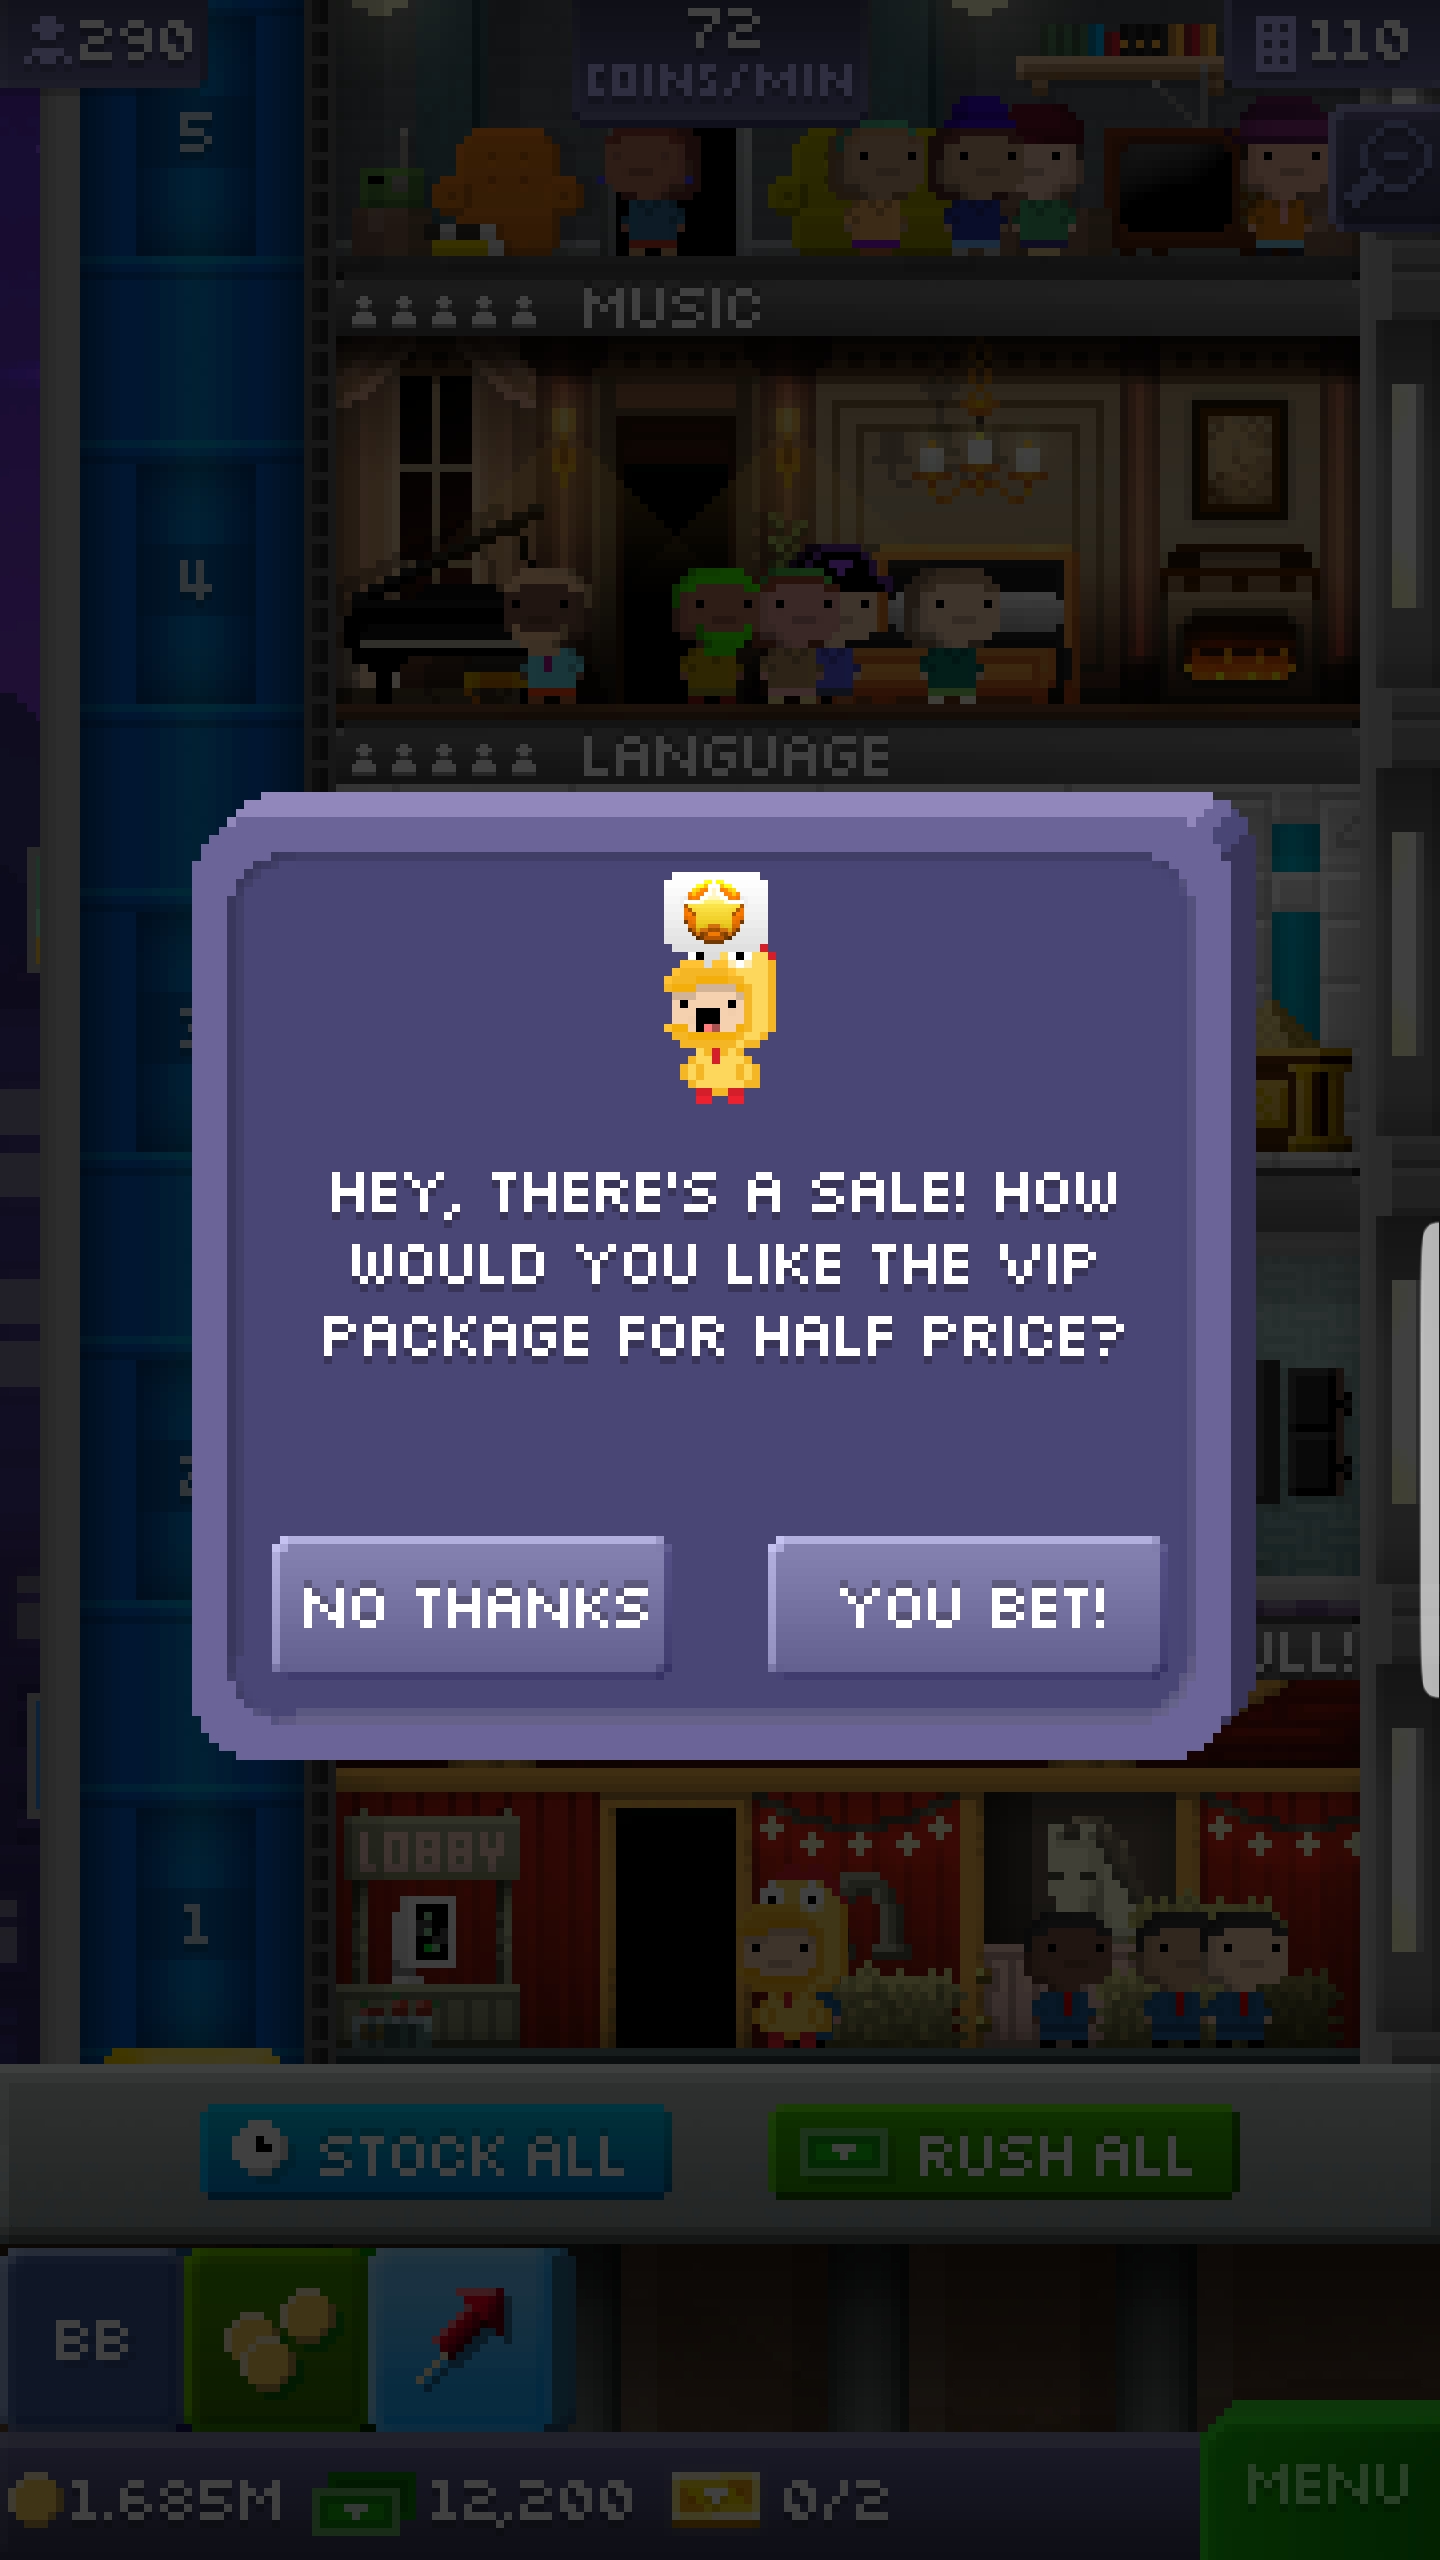 290
72
COINS/MIN
110
5
MUSIC
4
LANGUAGE
HEY, THERE'S A SALE! HOW
WOULD YOU LIKE THE VIP
PACKAGE FOR HALF PRICE?
NO THANKS
YOU BET!
LOBBY
1
STOCK ALL
RUSH ALL
BB
1.685M
12,200
0/2
MENU